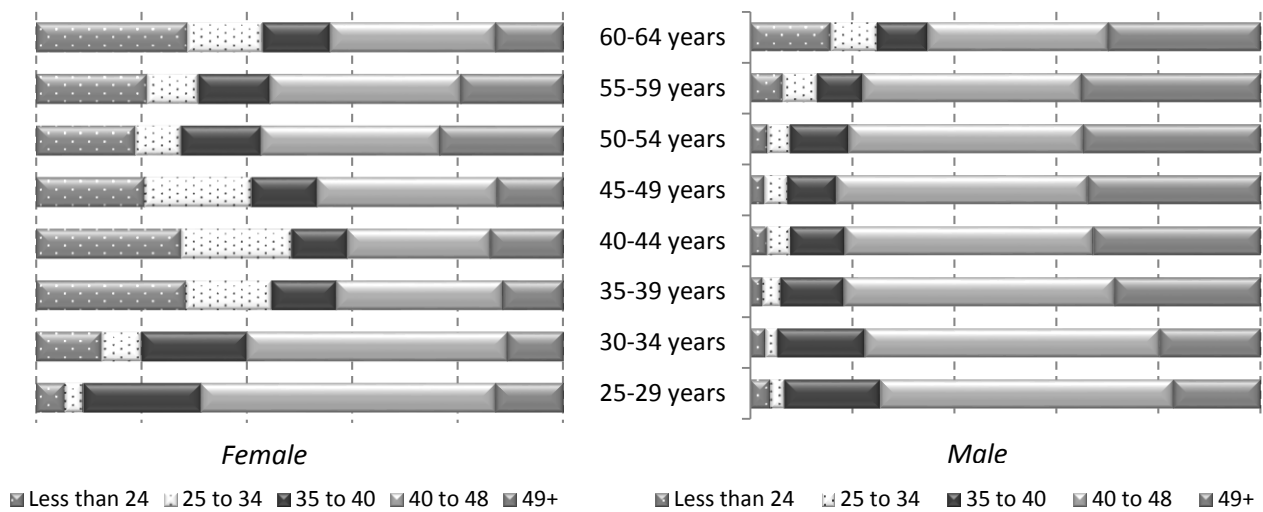 60-64 years
55-59 years
50-54 years
45-49 years
40-44 years
35-39 years
30-34 years
25-29 years
Female
Male
Less than 24 25 to 34 35 to 40 40 to 48 49+
Less than 24 25 to 34 35 to 40 40 to 48 49+